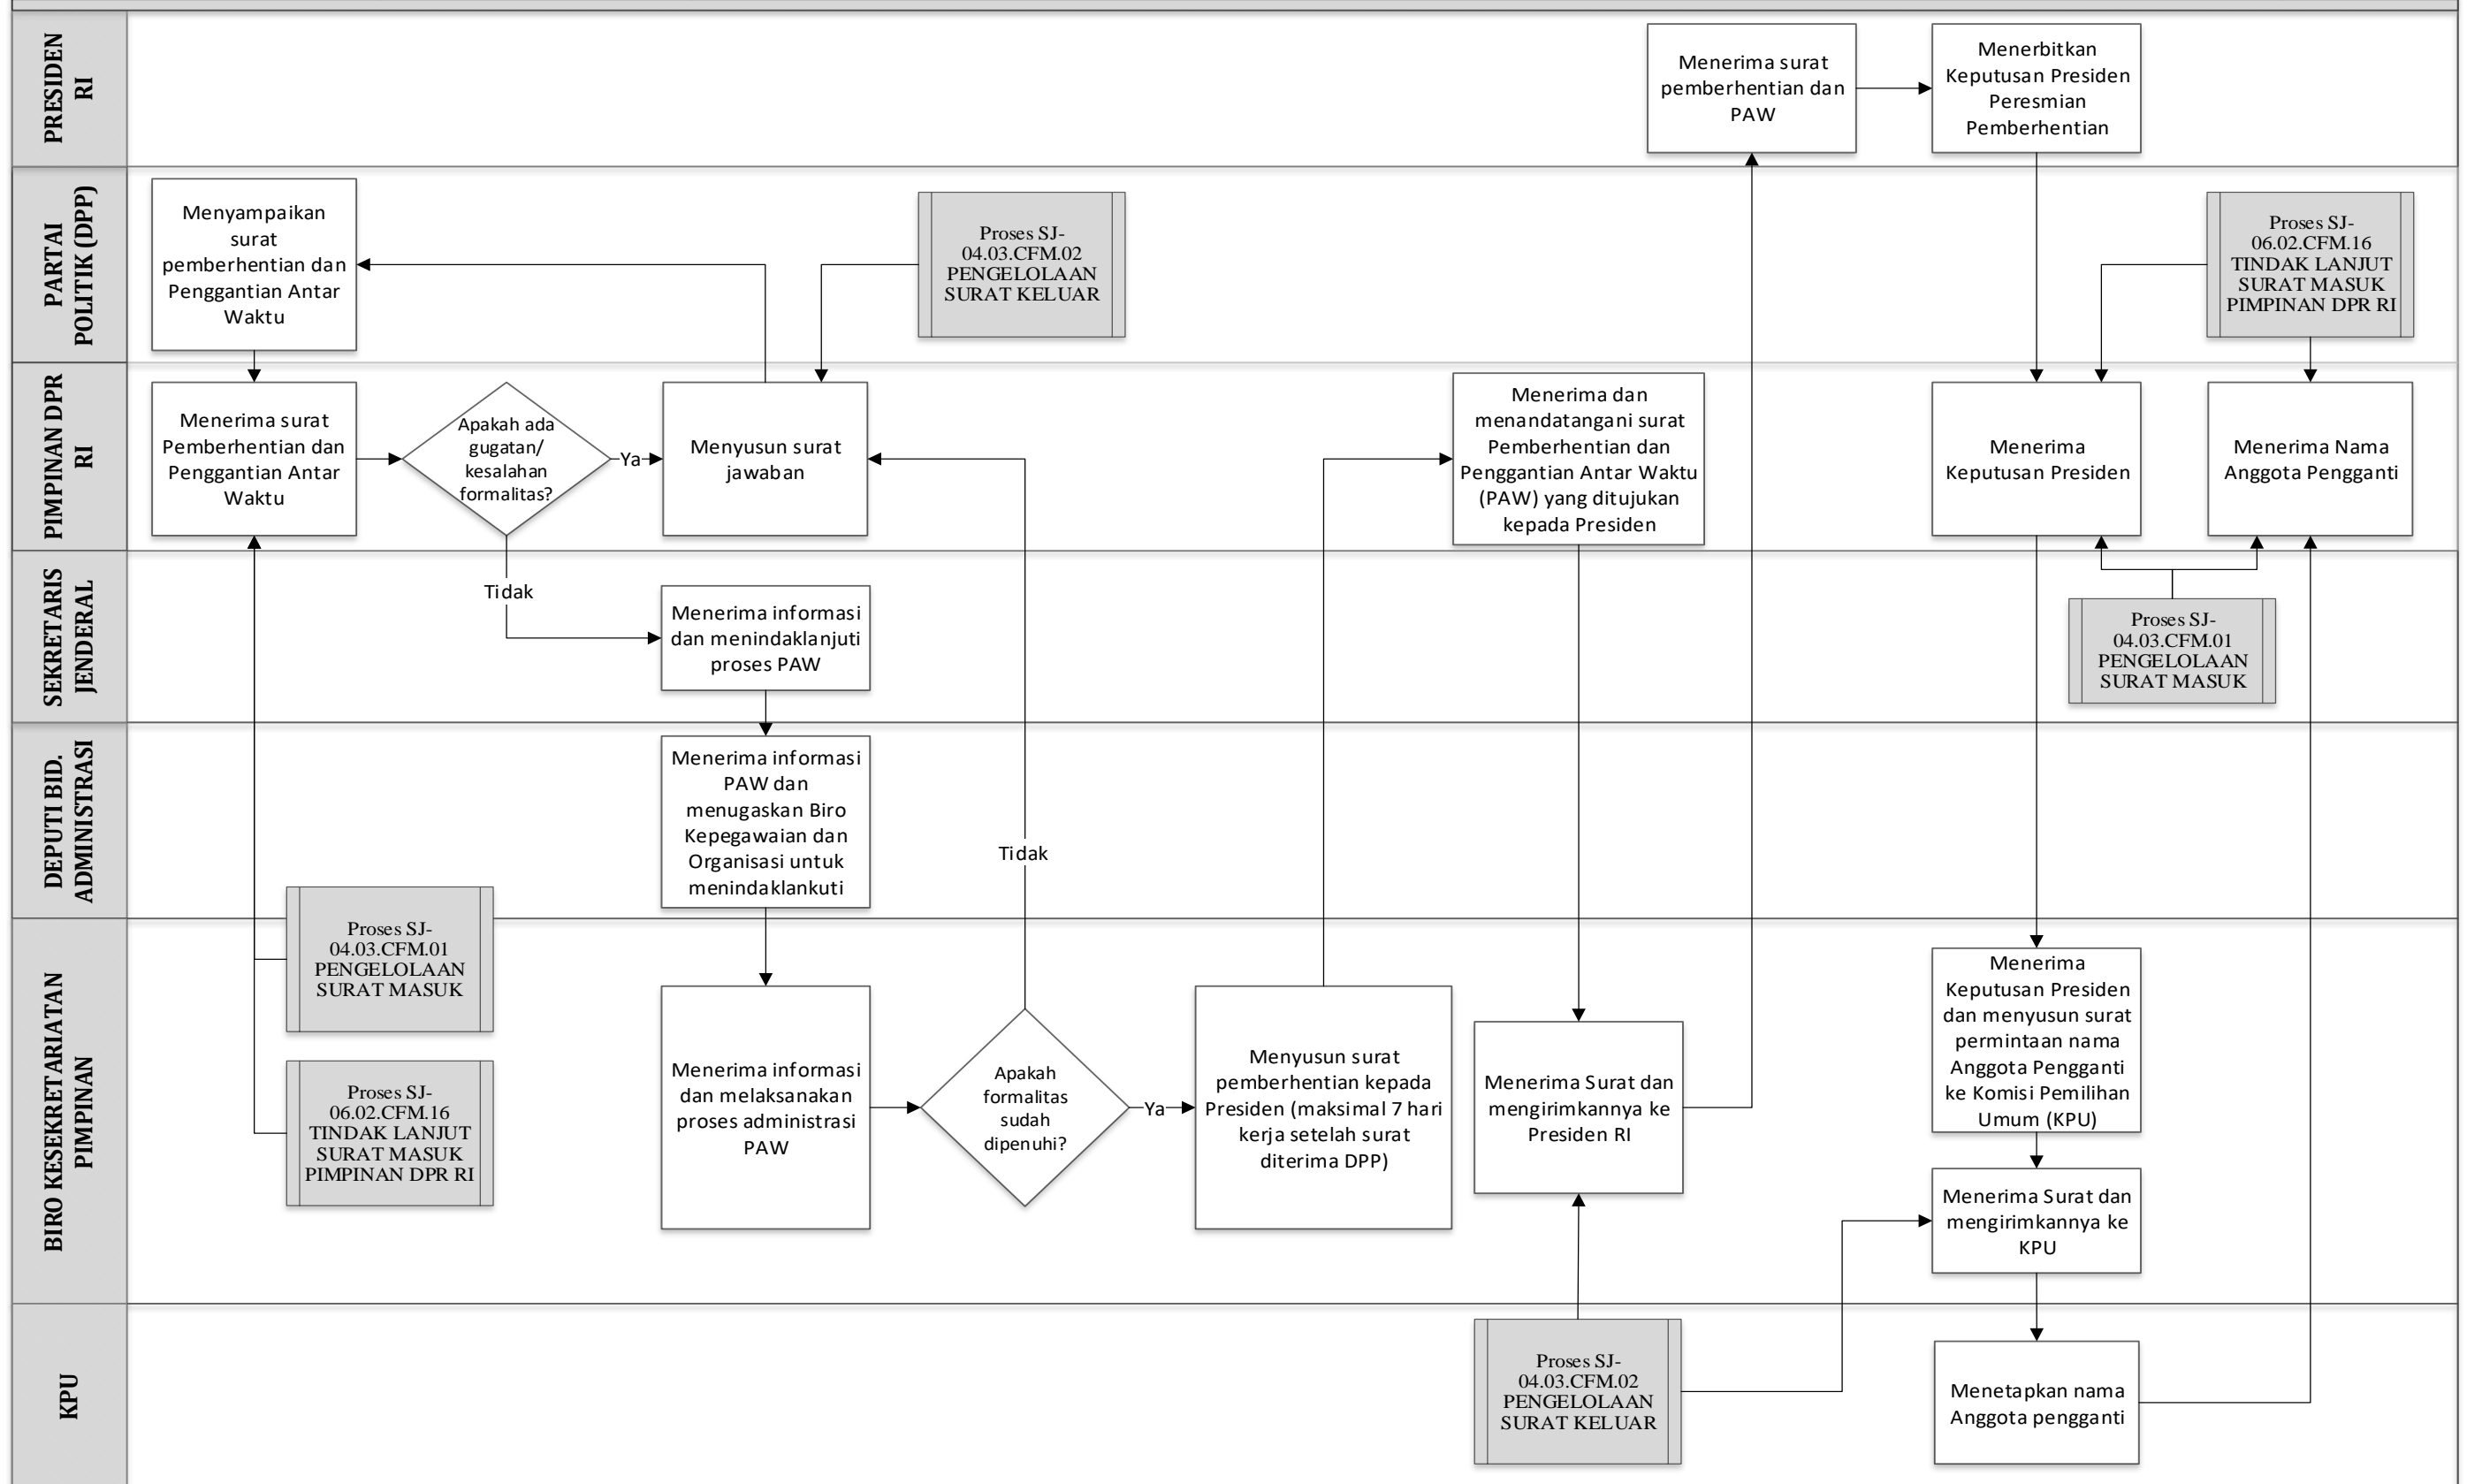 PRESIDEN
RI
Menerima surat
pemberhentian dan
PAW
Menerbitkan
Keputusan Presiden
Peresmian
Pemberhentian
PARTAI
POLITIK (DPP)
Menyampaikan
surat
pemberhentian dan
Penggantian Antar
Waktu
Proses SJ-
04.03.CFM.02
PENGELOLAAN
SURAT KELUAR
Proses SJ-
06.02.CFM.16
TINDAK LANJUT
SURAT MASUK
PIMPINAN DPR RI
PIMPINAN DPR
RI
Menerima surat
Pemberhentian dan
Penggantian Antar
Waktu
Apakah ada
gugatan/
kesalahan
formalitas?
Ya
Menyusun surat
jawaban
Menerima dan
menandatangani surat
Pemberhentian dan
Penggantian Antar Waktu
(PAW) yang ditujukan
kepada Presiden
Menerima
Keputusan Presiden
Menerima Nama
Anggota Pengganti
SEKRETARIS
JENDERAL
Tidak
Menerima informasi
dan menindaklanjuti
proses PAW
Proses SJ-
04.03.CFM.01
PENGELOLAAN
SURAT MASUK
DEPUTI BID.
ADMINISTRASI
Menerima informasi
PAW dan
menugaskan Biro
Kepegawaian dan
Organisasi untuk
menindaklankuti
Tidak
BIRO KESEKRETARIATAN
PIMPINAN
Proses SJ-
04.03.CFM.01
PENGELOLAAN
SURAT MASUK
Proses SJ-
06.02.CFM.16
TINDAK LANJUT
SURAT MASUK
PIMPINAN DPR RI
Menerima informasi
dan melaksanakan
proses administrasi
PAW
Apakah
formalitas
sudah
dipenuhi?
Ya
Menyusun surat
pemberhentian kepada
Presiden (maksimal 7 hari
kerja setelah surat
diterima DPP)
Menerima Surat dan
mengirimkannya ke
Presiden RI
Menerima
Keputusan Presiden
dan menyusun surat
permintaan nama
Anggota Pengganti
ke Komisi Pemilihan
Umum (KPU)
Menerima Surat dan
mengirimkannya ke
KPU
KPU
Proses SJ-
04.03.CFM.02
PENGELOLAAN
SURAT KELUAR
Menetapkan nama
Anggota pengganti